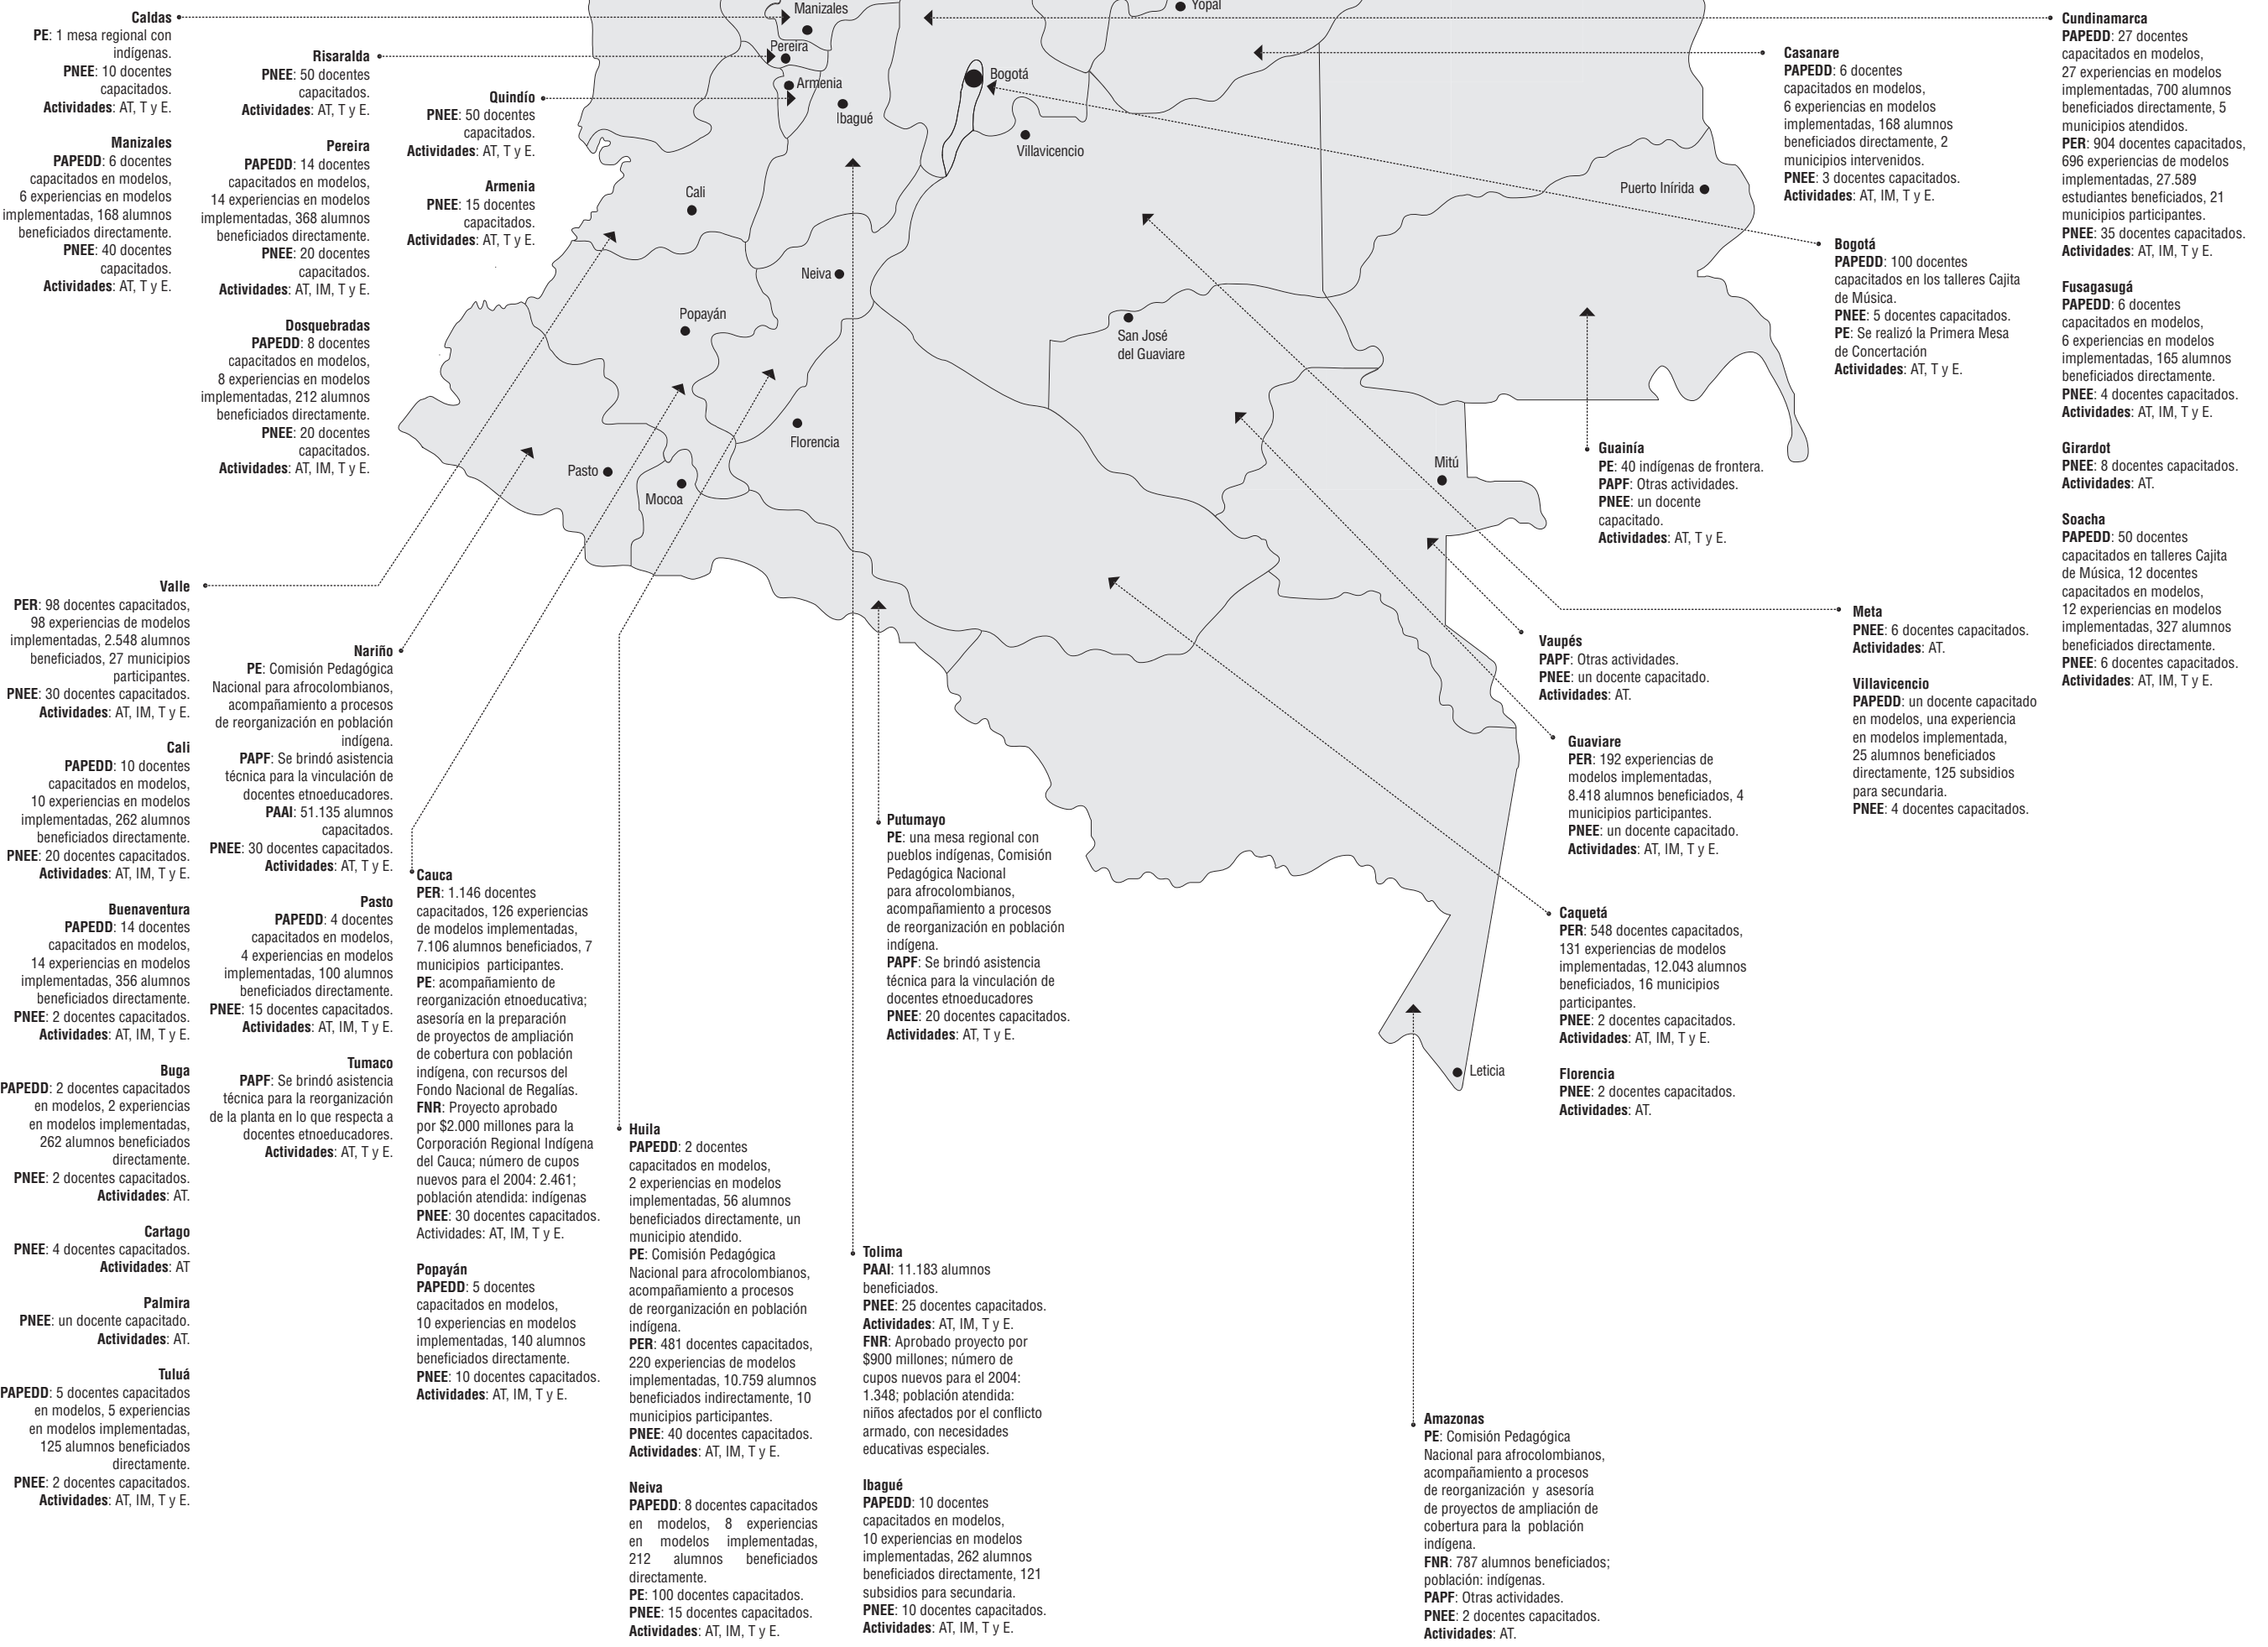 Caldas
PE: 1 mesa regional con
indígenas.
PNEE: 10 docentes
capacitados.
Actividades: AT, T y E.
Manizales
PAPEDD: 6 docentes
capacitados en modelos,
6 experiencias en modelos
implementadas, 168 alumnos
beneficiados directamente.
PNEE: 40 docentes
capacitados.
Actividades: AT, T y E.
Risaralda
PNEE: 50 docentes
capacitados.
Actividades: AT, T y E.
Pereira
PAPEDD: 14 docentes
capacitados en modelos,
14 experiencias en modelos
implementadas, 368 alumnos
beneficiados directamente.
PNEE: 20 docentes
capacitados.
Actividades: AT, IM, T y E.
Dosquebradas
PAPEDD: 8 docentes
capacitados en modelos,
8 experiencias en modelos
implementadas, 212 alumnos
beneficiados directamente.
PNEE: 20 docentes
capacitados.
Actividades: AT, IM, T y E.
Quindío
PNEE: 50 docentes
capacitados.
Actividades: AT, T y E.
Armenia
PNEE: 15 docentes
capacitados.
Actividades: AT, T y E.
Manizales
Pereira
Armenia
Ibagué
Bogotá
Yopal
Villavicencio
Cali
Neiva
Popayán
San José
del Guaviare
Puerto Inírida
Florencia
Pasto
Mocoa
Mitú
Leticia
Casanare
PAPEDD: 6 docentes
capacitados en modelos,
6 experiencias en modelos
implementadas, 168 alumnos
beneficiados directamente, 2
municipios intervenidos.
PNEE: 3 docentes capacitados.
Actividades: AT, IM, T y E.
Bogotá
PAPEDD: 100 docentes
capacitados en los talleres Cajita
de Música.
PNEE: 5 docentes capacitados.
PE: Se realizó la Primera Mesa
de Concertación
Actividades: AT, T y E.
Cundinamarca
PAPEDD: 27 docentes
capacitados en modelos,
27 experiencias en modelos
implementadas, 700 alumnos
beneficiados directamente, 5
municipios atendidos.
PER: 904 docentes capacitados,
696 experiencias de modelos
implementadas, 27.589
estudiantes beneficiados, 21
municipios participantes.
PNEE: 35 docentes capacitados.
Actividades: AT, IM, T y E.
Fusagasugá
PAPEDD: 6 docentes
capacitados en modelos,
6 experiencias en modelos
implementadas, 165 alumnos
beneficiados directamente.
PNEE: 4 docentes capacitados.
Actividades: AT, IM, T y E.
Girardot
PNEE: 8 docentes capacitados.
Actividades: AT.
Soacha
PAPEDD: 50 docentes
capacitados en talleres Cajita
de Música, 12 docentes
capacitados en modelos,
12 experiencias en modelos
implementadas, 327 alumnos
beneficiados directamente.
PNEE: 6 docentes capacitados.
Actividades: AT, IM, T y E.
Guainía
PE: 40 indígenas de frontera.
PAPF: Otras actividades.
PNEE: un docente
capacitado.
Actividades: AT, T y E.
Meta
PNEE: 6 docentes capacitados.
Actividades: AT.
Villavicencio
PAPEDD: un docente capacitado
en modelos, una experiencia
en modelos implementada,
25 alumnos beneficiados
directamente, 125 subsidios
para secundaria.
PNEE: 4 docentes capacitados.
Vaupés
PAPF: Otras actividades.
PNEE: un docente capacitado.
Actividades: AT.
Guaviare
PER: 192 experiencias de
modelos implementadas,
8.418 alumnos beneficiados, 4
municipios participantes.
PNEE: un docente capacitado.
Actividades: AT, IM, T y E.
Caquetá
PER: 548 docentes capacitados,
131 experiencias de modelos
implementadas, 12.043 alumnos
beneficiados, 16 municipios
participantes.
PNEE: 2 docentes capacitados.
Actividades: AT, IM, T y E.
Florencia
PNEE: 2 docentes capacitados.
Actividades: AT.
Valle
PER: 98 docentes capacitados,
98 experiencias de modelos
implementadas, 2.548 alumnos
beneficiados, 27 municipios
participantes.
PNEE: 30 docentes capacitados.
Actividades: AT, IM, T y E.
Cali
PAPEDD: 10 docentes
capacitados en modelos,
10 experiencias en modelos
implementadas, 262 alumnos
beneficiados directamente.
PNEE: 20 docentes capacitados.
Actividades: AT, IM, T y E.
Buenaventura
PAPEDD: 14 docentes
capacitados en modelos,
14 experiencias en modelos
implementadas, 356 alumnos
beneficiados directamente.
PNEE: 2 docentes capacitados.
Actividades: AT, IM, T y E.
Buga
PAPEDD: 2 docentes capacitados
en modelos, 2 experiencias
en modelos implementadas,
262 alumnos beneficiados
directamente.
PNEE: 2 docentes capacitados.
Actividades: AT.
Cartago
PNEE: 4 docentes capacitados.
Actividades: AT
Palmira
PNEE: un docente capacitado.
Actividades: AT.
Tuluá
PAPEDD: 5 docentes capacitados
en modelos, 5 experiencias
en modelos implementadas,
125 alumnos beneficiados
directamente.
PNEE: 2 docentes capacitados.
Actividades: AT, IM, T y E.
Nariño
PE: Comisión Pedagógica
Nacional para afrocolombianos,
acompañamiento a procesos
de reorganización en población
indígena.
PAPF: Se brindó asistencia
técnica para la vinculación de
docentes etnoeducadores.
PAAI: 51.135 alumnos
capacitados.
PNEE: 30 docentes capacitados.
Actividades: AT, T y E.
Pasto
PAPEDD: 4 docentes
capacitados en modelos,
4 experiencias en modelos
implementadas, 100 alumnos
beneficiados directamente.
PNEE: 15 docentes capacitados.
Actividades: AT, IM, T y E.
Tumaco
PAPF: Se brindó asistencia
técnica para la reorganización
de la planta en lo que respecta a
docentes etnoeducadores.
Actividades: AT, T y E.
Cauca
PER: 1.146 docentes
capacitados, 126 experiencias
de modelos implementadas,
7.106 alumnos beneficiados, 7
municipios participantes.
PE: acompañamiento de
reorganización etnoeducativa;
asesoría en la preparación
de proyectos de ampliación
de cobertura con población
indígena, con recursos del
Fondo Nacional de Regalías.
FNR: Proyecto aprobado
por $2.000 millones para la
Corporación Regional Indígena
del Cauca; número de cupos
nuevos para el 2004: 2.461;
población atendida: indígenas
PNEE: 30 docentes capacitados.
Actividades: AT, IM, T y E.
Popayán
PAPEDD: 5 docentes
capacitados en modelos,
10 experiencias en modelos
implementadas, 140 alumnos
beneficiados directamente.
PNEE: 10 docentes capacitados.
Actividades: AT, IM, T y E.
Huila
PAPEDD: 2 docentes
capacitados en modelos,
2 experiencias en modelos
implementadas, 56 alumnos
beneficiados directamente, un
municipio atendido.
PE: Comisión Pedagógica
Nacional para afrocolombianos,
acompañamiento a procesos
de reorganización en población
indígena.
PER: 481 docentes capacitados,
220 experiencias de modelos
implementadas, 10.759 alumnos
beneficiados indirectamente, 10
municipios participantes.
PNEE: 40 docentes capacitados.
Actividades: AT, IM, T y E.
Neiva
PAPEDD: 8 docentes capacitados
en modelos, 8 experiencias
en modelos implementadas,
212 alumnos beneficiados
directamente.
PE: 100 docentes capacitados.
PNEE: 15 docentes capacitados.
Actividades: AT, IM, T y E.
Putumayo
PE: una mesa regional con
pueblos indígenas, Comisión
Pedagógica Nacional
para afrocolombianos,
acompañamiento a procesos
de reorganización en población
indígena.
PAPF: Se brindó asistencia
técnica para la vinculación de
docentes etnoeducadores
PNEE: 20 docentes capacitados.
Actividades: AT, T y E.
Tolima
PAAI: 11.183 alumnos
beneficiados.
PNEE: 25 docentes capacitados.
Actividades: AT, IM, T y E.
FNR: Aprobado proyecto por
$900 millones; número de
cupos nuevos para el 2004:
1.348; población atendida:
niños afectados por el conflicto
armado, con necesidades
educativas especiales.
Ibagué
PAPEDD: 10 docentes
capacitados en modelos,
10 experiencias en modelos
implementadas, 262 alumnos
beneficiados directamente, 121
subsidios para secundaria.
PNEE: 10 docentes capacitados.
Actividades: AT, IM, T y E.
Amazonas
PE: Comisión Pedagógica
Nacional para afrocolombianos,
acompañamiento a procesos
de reorganización y asesoría
de proyectos de ampliación de
cobertura para la población
indígena.
FNR: 787 alumnos beneficiados;
población: indígenas.
PAPF: Otras actividades.
PNEE: 2 docentes capacitados.
Actividades: AT.